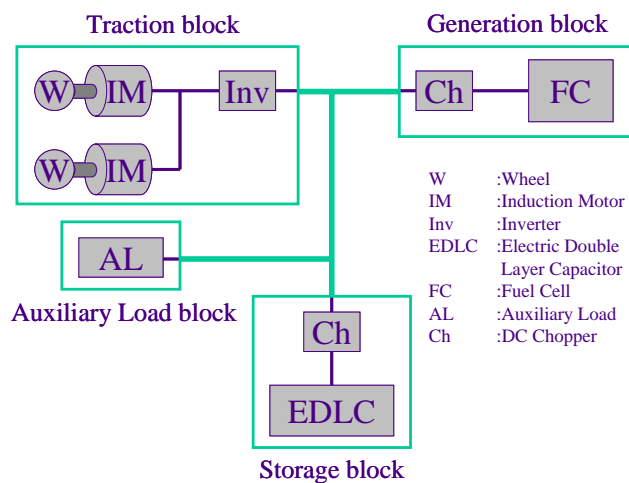 Traction block
Generation block
W
IM
Inv
Ch
FC
W
IM
AL
Auxiliary Load block
Ch
EDLC
Storage block
W :Wheel
IM :Induction Motor
Inv :Inverter
EDLC :Electric Double
Layer Capacitor
FC :Fuel Cell
AL :Auxiliary Load
Ch :DC Chopper